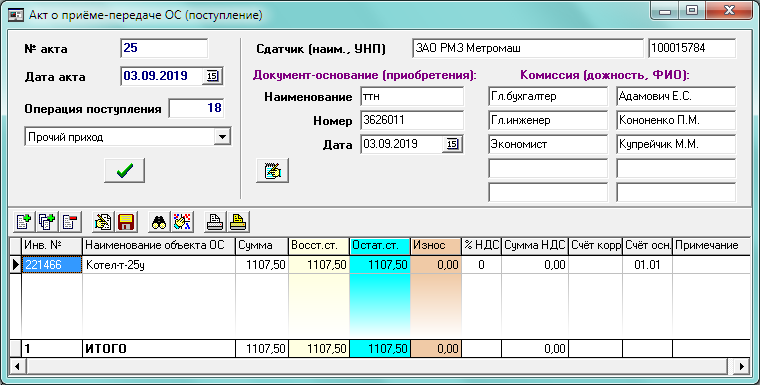 Акт о приёме-передаче ОС (поступление)
№ акта 25
Дата акта 03.09.2019 15
Операция поступления 18
Прочий приход
Сдатчик (наим., УНП) ЗАО РМЗ Метромаш 100015784
Документ-основание (приобретения):
Наименование ттн
Номер 3626011
Дата 03.09.2019 15
Комиссия (дожность, ФИО):
Гл.бухгалтер Адамович Е.С.
Гл.инженер Кононенко П.М.
Экономист Купрейчик М.М.
Инв. № Наименование объекта ОС Сумма Восст.ст. Остат.ст. Износ % НДС Сумма НДС Счёт корр Счёт осн. Примечание
221466 Котел-т-25у 1107,50 1107,50 1107,50 0,00 0 0,00 01.01
1 ИТОГО 1107,50 1107,50 1107,50 0,00 0,00